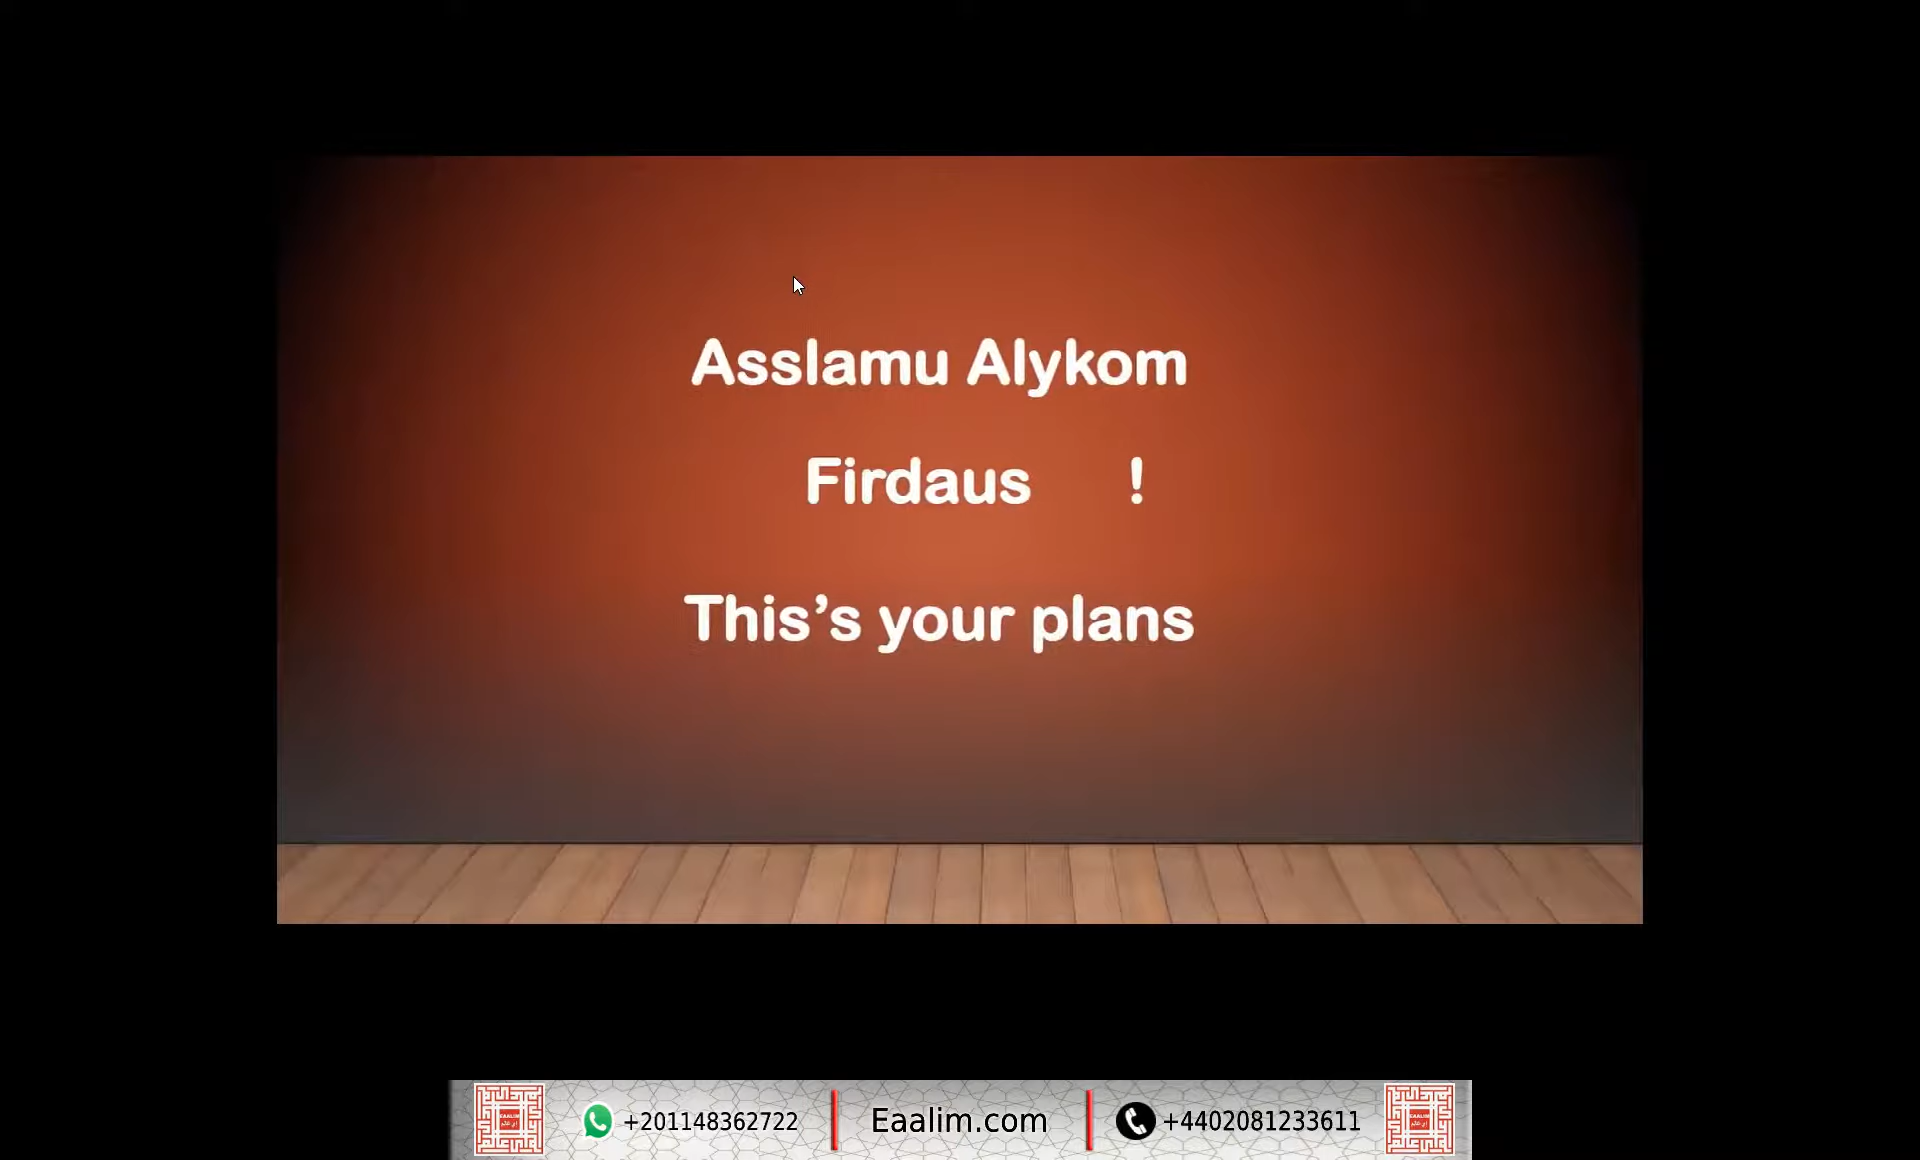 Asslamu Alykom
Firdaus !
This’s your plans
+201148362722
Eaalim.com
+4402081233611